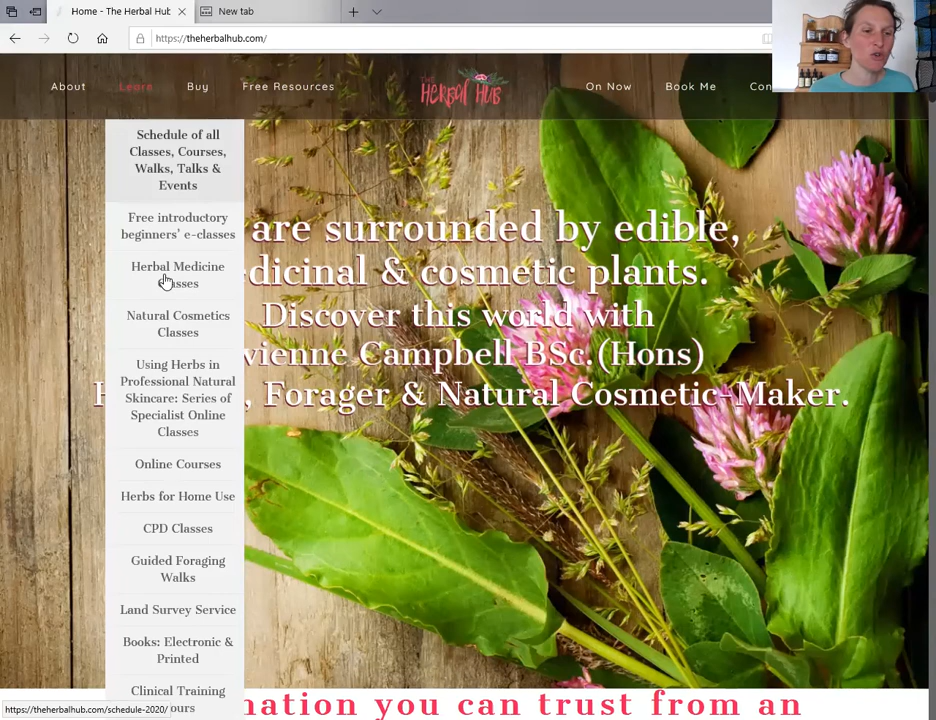 Home - The Herbal Hub
New tab
https://theherbalhub.com/
About
Learn
Buy
Free Resources
THE
HERBAL HUB
On Now
Book Me
Schedule of all
Classes, Courses,
Walks, Talks &
Events
Free introductory
beginners' e-classes
Herbal Medicine
Natural Cosmetics
Classes
Using Herbs in
Professional Natural
Skincare: Series of
Specialist Online
Classes
Online Courses
Herbs for Home Use
CPD Classes
Guided Foraging
Walks
Land Survey Service
Books: Electronic &
Printed
Clinical Training
are surrounded by edible,
& cosmetic plants.
Discover this world with
Campbell BSc.(Hons)
, Forager & Natural Cosmetic-Maker.
you can trust from an
https://theherbalhub.com/schedule-2020/